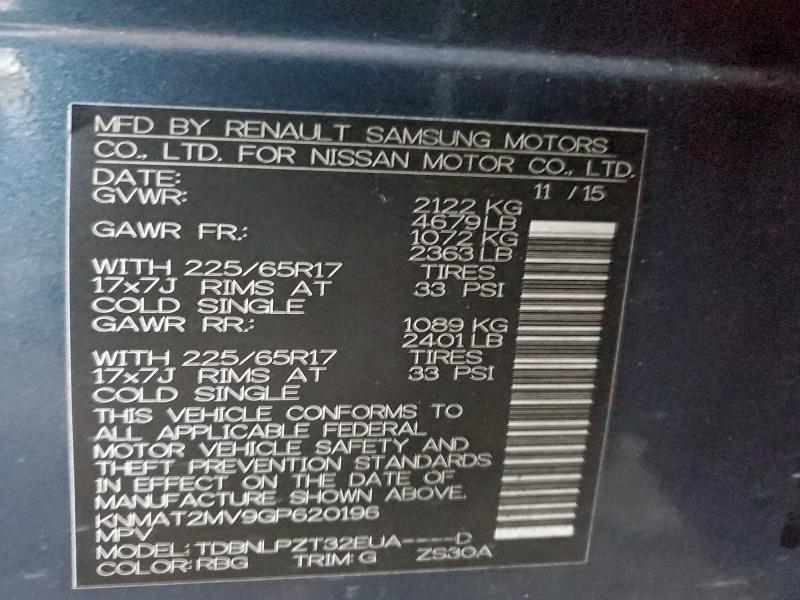 MFD BY RENAULT SAMSUNG MOTORS
CO., LTD. FOR NISSAN MOTOR CO., LTD.
DATE: 11 / 15
GVWR: 2122 KG
4679 LB
GAWR FR.: 1072 KG
2363 LB
WITH 225/65R17 TIRES
17x7J RIMS AT 33 PSI
COLD SINGLE
GAWR RR.: 1089 KG
2401 LB
WITH 225/65R17 TIRES
17x7J RIMS AT 33 PSI
COLD SINGLE
THIS VEHICLE CONFORMS TO
ALL APPLICABLE FEDERAL
MOTOR VEHICLE SAFETY AND
THEFT PREVENTION STANDARDS
IN EFFECT ON THE DATE OF
MANUFACTURE SHOWN ABOVE.
KNMAT2MV9GP620196
MPV
MODEL: TDBNLPZT32EUA----D
COLOR: RBG TRIM: G ZS30A